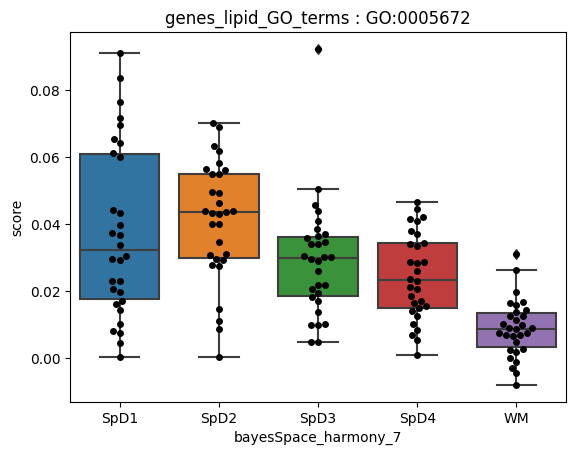 genes_lipid_GO_terms : GO:0005672
0.08
0.06
0.04
0.02
0.00
score
SpD1 SpD2 SpD3 SpD4 WM
bayesSpace_harmony_7